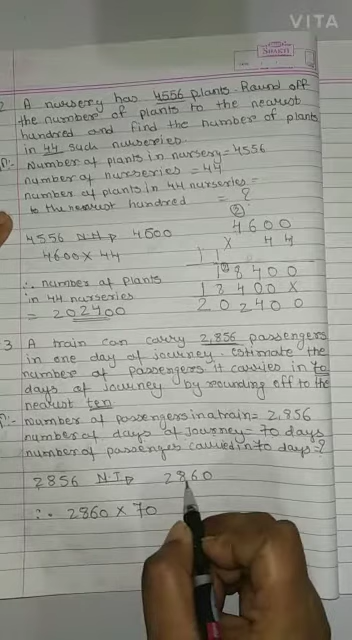 VITA
SHAKTI
2 A nursery has 4556 plants. Round off
the number of plants to the nearest
hundred and find the number of plants
in 44 such nurseries.
Number of plants in nursery = 4556
number of nurseries = 44
number of plants in 44 nurseries =
to the nearest hundred = ?
4556 N.H→ 4600
4600 × 44
4600
× 44
18400
18400×
202400
∴ number of plants
in 44 nurseries
= 202400
3 A train can carry 2,856 passengers
in one day of journey. estimate the
number of passengers it carries in 70
days of journey by rounding off to the
nearest ten.
Number of passengers in a train = 2,856
number of days of journey = 70 days
number of passenges carried in 70 days = ?
2856 N.T→ 2860
∴ 2860 × 70